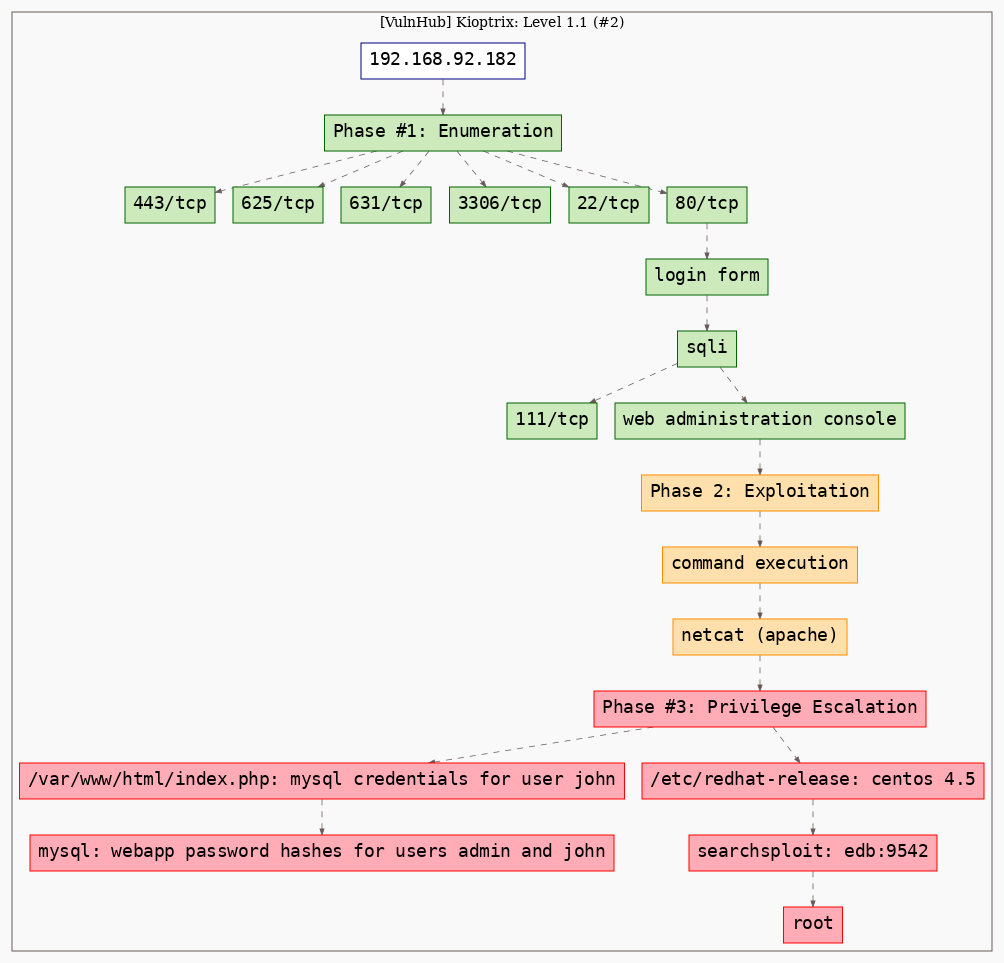 [VulnHub] Kioptrix: Level 1.1 (#2)
192.168.92.182
Phase #1: Enumeration
443/tcp
625/tcp
631/tcp
3306/tcp
22/tcp
80/tcp
login form
sqli
111/tcp
web administration console
Phase 2: Exploitation
command execution
netcat (apache)
Phase #3: Privilege Escalation
/var/www/html/index.php: mysql credentials for user john
/etc/redhat-release: centos 4.5
mysql: webapp password hashes for users admin and john
searchsploit: edb:9542
root